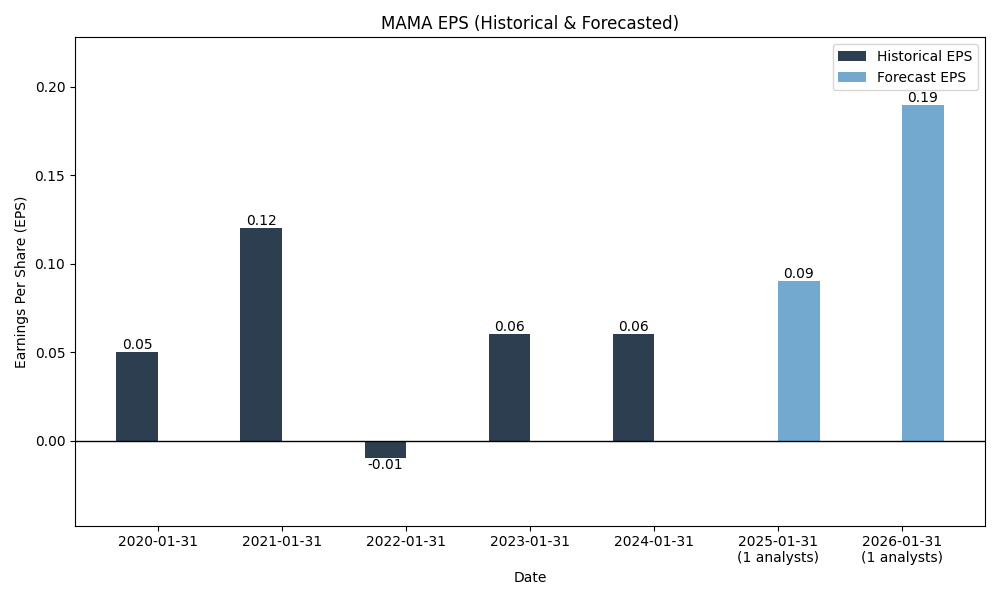 MAMA EPS (Historical & Forecasted)
Historical EPS
Forecast EPS
Earnings Per Share (EPS)
0.20
0.15
0.10
0.05
0.00
0.05
0.12
-0.01
0.06
0.06
0.09
0.19
2020-01-31
2021-01-31
2022-01-31
2023-01-31
2024-01-31
2025-01-31
(1 analysts)
2026-01-31
(1 analysts)
Date